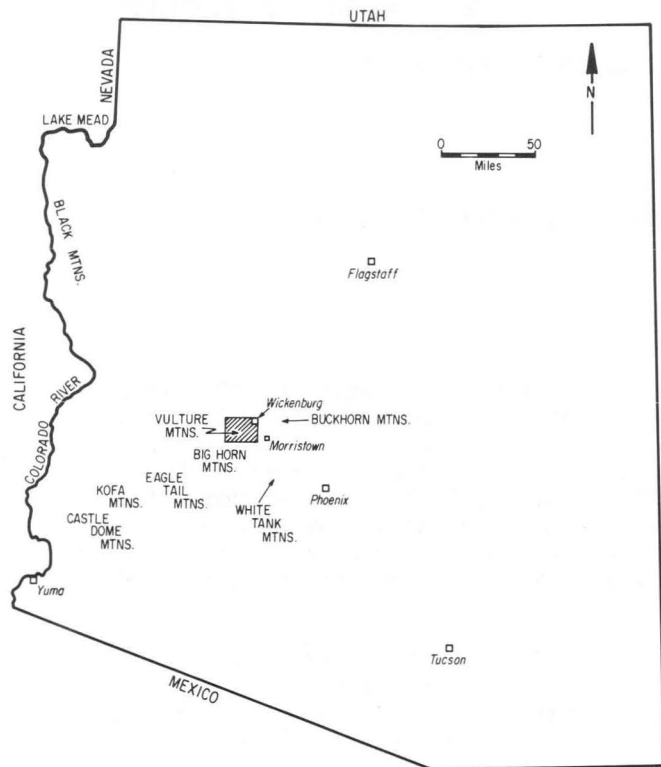 UTAH
NEVADA
LAKE MEAD
N
0 50
Miles
BLACK MTNS.
Flagstaff
CALIFORNIA
COLORADO RIVER
Wickenburg
VULTURE
MTNS.
BUCKHORN MTNS.
Morristown
BIG HORN
MTNS.
EAGLE
TAIL
MTNS.
KOFA
MTNS.
WHITE
TANK
MTNS.
Phoenix
CASTLE
DOME
MTNS.
Yuma
Tucson
MEXICO